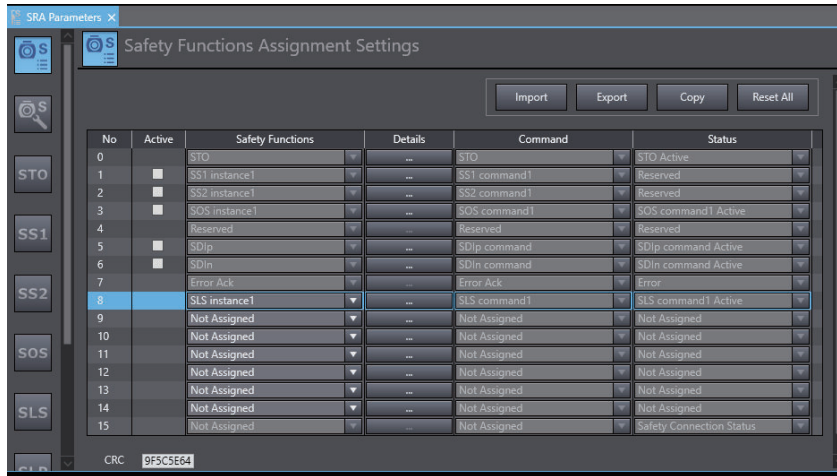 SRA Parameters ×
S
S
Safety Functions Assignment Settings
S
Import Export Copy Reset All
No Active Safety Functions Details Command Status
0 STO ... STO STO Active
1 SS1 instance1 ... SS1 command1 Reserved
2 SS2 instance1 ... SS2 command1 Reserved
3 SOS instance1 ... SOS command1 SOS command1 Active
4 Reserved ... Reserved Reserved
5 SDIp ... SDIp command SDIp command Active
6 SDIn ... SDIn command SDIn command Active
7 Error Ack ... Error Ack Error
8 SLS instance1 ... SLS command1 SLS command1 Active
9 Not Assigned ... Not Assigned Not Assigned
10 Not Assigned ... Not Assigned Not Assigned
11 Not Assigned ... Not Assigned Not Assigned
12 Not Assigned ... Not Assigned Not Assigned
13 Not Assigned ... Not Assigned Not Assigned
14 Not Assigned ... Not Assigned Not Assigned
15 Not Assigned ... Not Assigned Safety Connection Status
CRC 9F5C5E64
STO
SS1
SS2
SOS
SLS